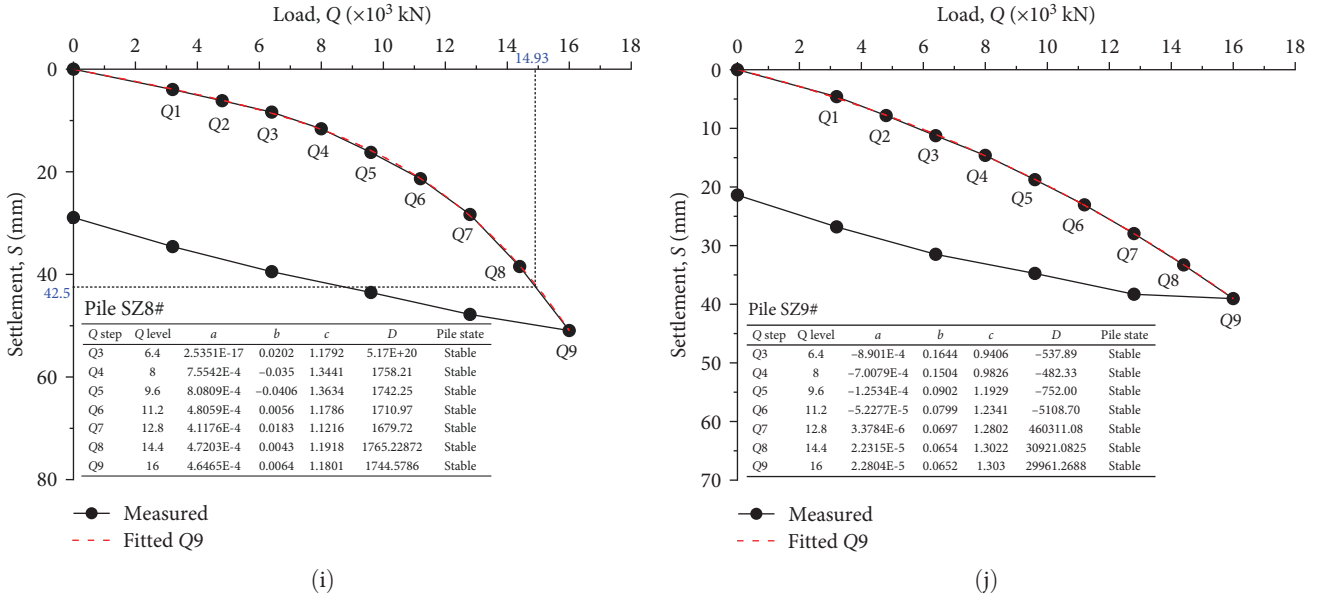 Load, Q (×10³ kN)
0 2 4 6 8 10 12 14 16 18
14.93
0
20
40
42.5
60
80
Settlement, S (mm)
Q1
Q2
Q3
Q4
Q5
Q6
Q7
Q8
Q9
Pile SZ8#
Q step Q level a b c D Pile state
Q3 6.4 2.5351E-17 0.0202 1.1792 5.17E+20 Stable
Q4 8 7.5542E-4 −0.035 1.3441 1758.21 Stable
Q5 9.6 8.0809E-4 −0.0406 1.3634 1742.25 Stable
Q6 11.2 4.8059E-4 0.0056 1.1786 1710.97 Stable
Q7 12.8 4.1176E-4 0.0183 1.1216 1679.72 Stable
Q8 14.4 4.7203E-4 0.0043 1.1918 1765.22872 Stable
Q9 16 4.6465E-4 0.0064 1.1801 1744.5786 Stable
Measured
Fitted Q9
(i)
Load, Q (×10³ kN)
0 2 4 6 8 10 12 14 16 18
0
10
20
30
40
50
60
70
Settlement, S (mm)
Q1
Q2
Q3
Q4
Q5
Q6
Q7
Q8
Q9
Pile SZ9#
Q step Q level a b c D Pile state
Q3 6.4 −8.901E-4 0.1644 0.9406 −537.89 Stable
Q4 8 −7.0079E-4 0.1504 0.9826 −482.33 Stable
Q5 9.6 −1.2534E-4 0.0902 1.1929 −752.00 Stable
Q6 11.2 −5.2277E-5 0.0799 1.2341 −5108.70 Stable
Q7 12.8 3.3784E-6 0.0697 1.2802 460311.08 Stable
Q8 14.4 2.2315E-5 0.0654 1.3022 30921.0825 Stable
Q9 16 2.2804E-5 0.0652 1.303 29961.2688 Stable
Measured
Fitted Q9
(j)